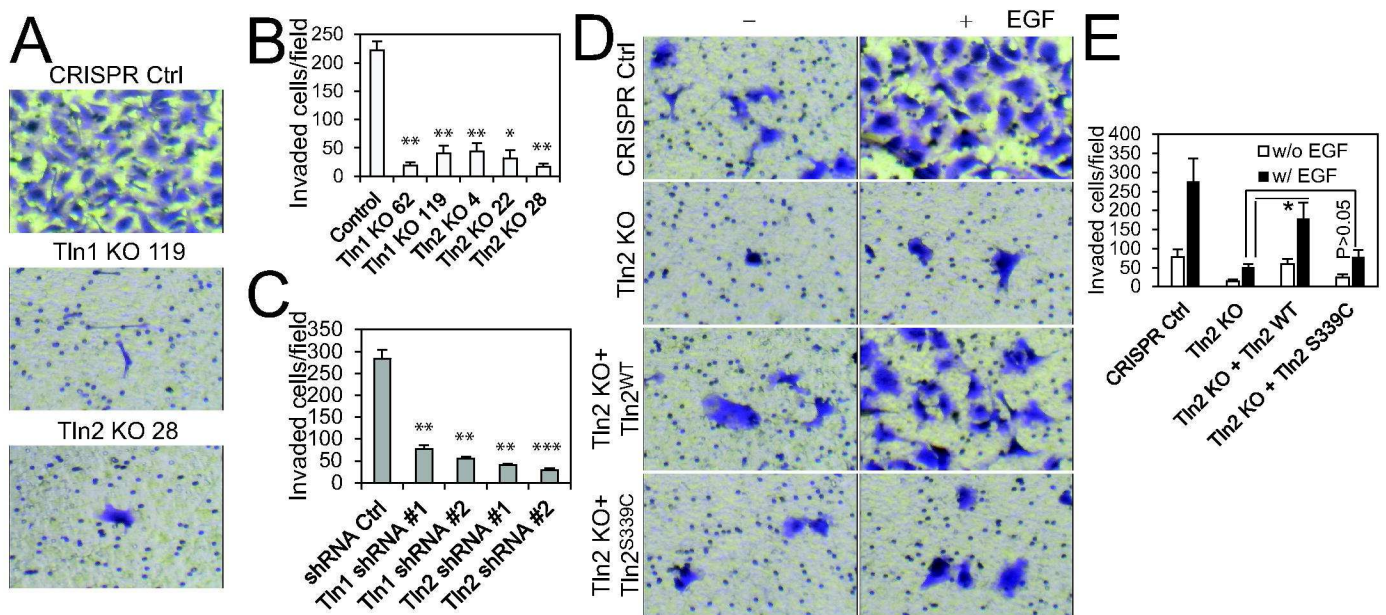 A
CRISPR Ctrl
Tln1 KO 119
Tln2 KO 28
B
Invaded cells/field
250
200
150
100
50
0
**
**
**
*
**
Control
Tln1 KO 62
Tln1 KO 119
Tln2 KO 4
Tln2 KO 22
Tln2 KO 28
C
Invaded cells/field
350
300
250
200
150
100
50
0
**
**
**
***
shRNA Ctrl
Tln1 shRNA #1
Tln1 shRNA #2
Tln2 shRNA #1
Tln2 shRNA #2
D
− + EGF
CRISPR Ctrl
Tln2 KO
Tln2 KO+
Tln2WT
Tln2 KO+
Tln2S339C
E
Invaded cells/field
400
350
300
250
200
150
100
50
0
w/o EGF
w/ EGF
*
P>0.05
CRISPR Ctrl
Tln2 KO
Tln2 KO + Tln2 WT
Tln2 KO + Tln2 S339C